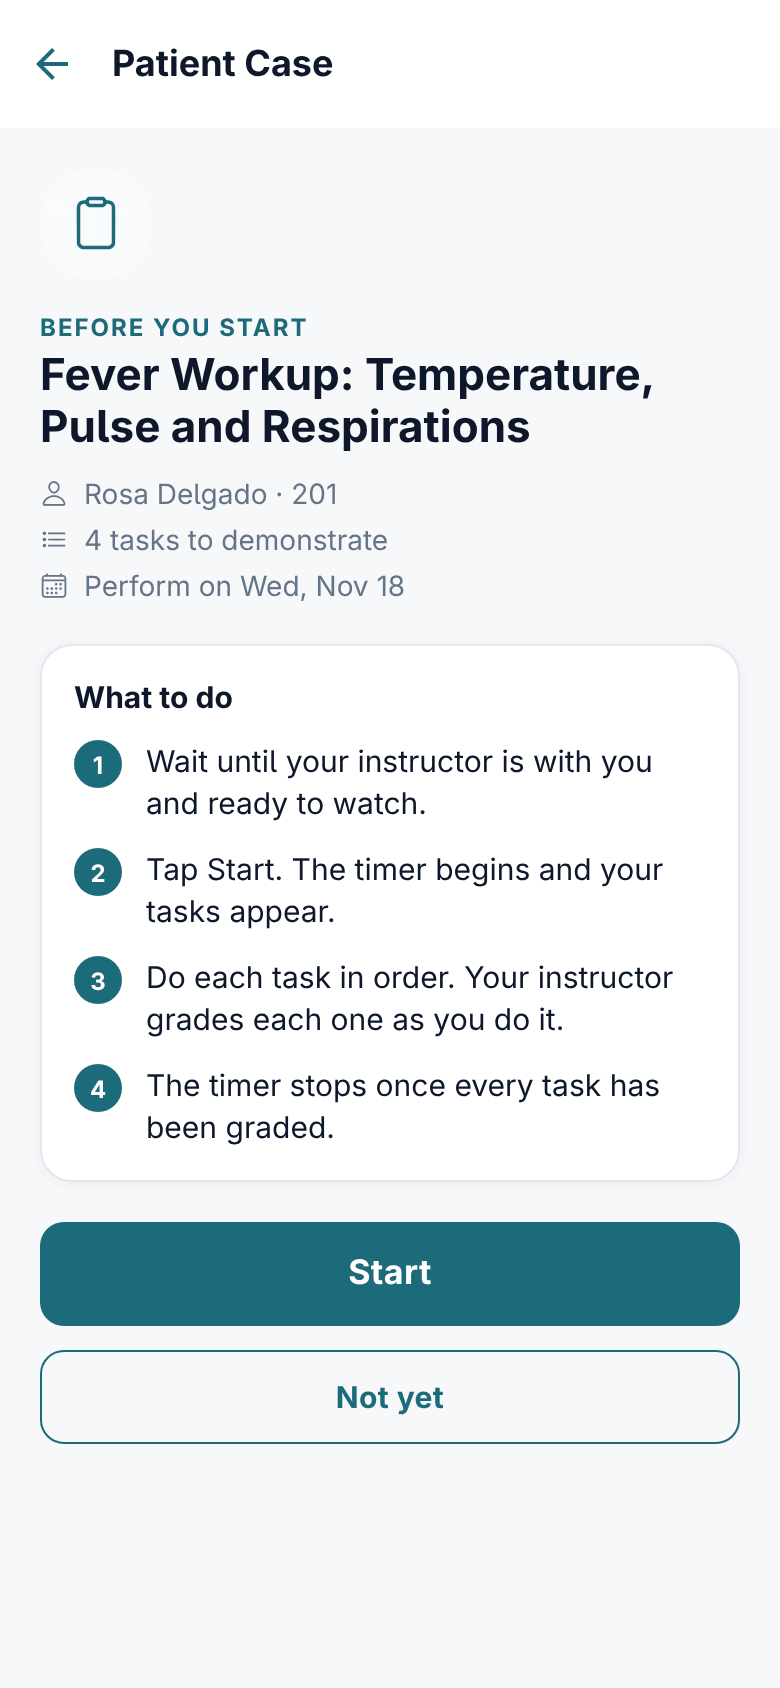 Patient Case
BEFORE YOU START
Fever Workup: Temperature,
Pulse and Respirations
Rosa Delgado · 201
4 tasks to demonstrate
Perform on Wed, Nov 18
What to do
1 Wait until your instructor is with you
and ready to watch.
2 Tap Start. The timer begins and your
tasks appear.
3 Do each task in order. Your instructor
grades each one as you do it.
4 The timer stops once every task has
been graded.
Start
Not yet